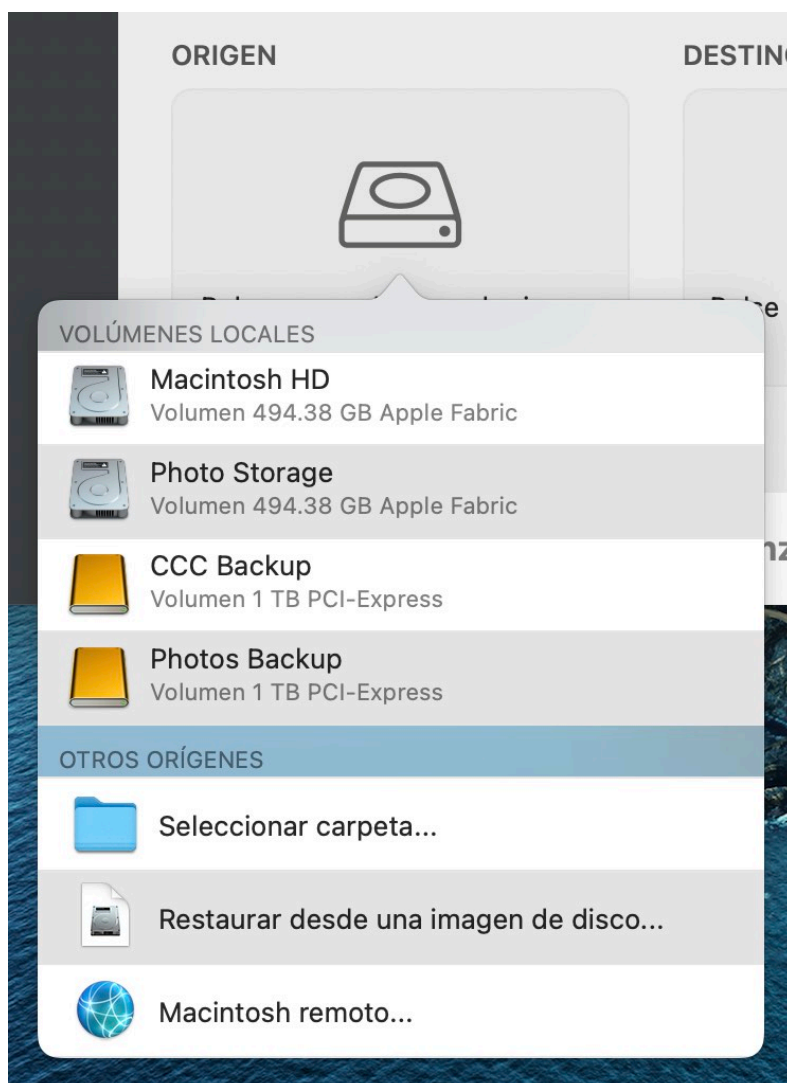 ORIGEN
VOLÚMENES LOCALES
Macintosh HD
Volumen 494.38 GB Apple Fabric
Photo Storage
Volumen 494.38 GB Apple Fabric
CCC Backup
Volumen 1 TB PCI-Express
Photos Backup
Volumen 1 TB PCI-Express
OTROS ORÍGENES
Seleccionar carpeta...
Restaurar desde una imagen de disco...
Macintosh remoto...